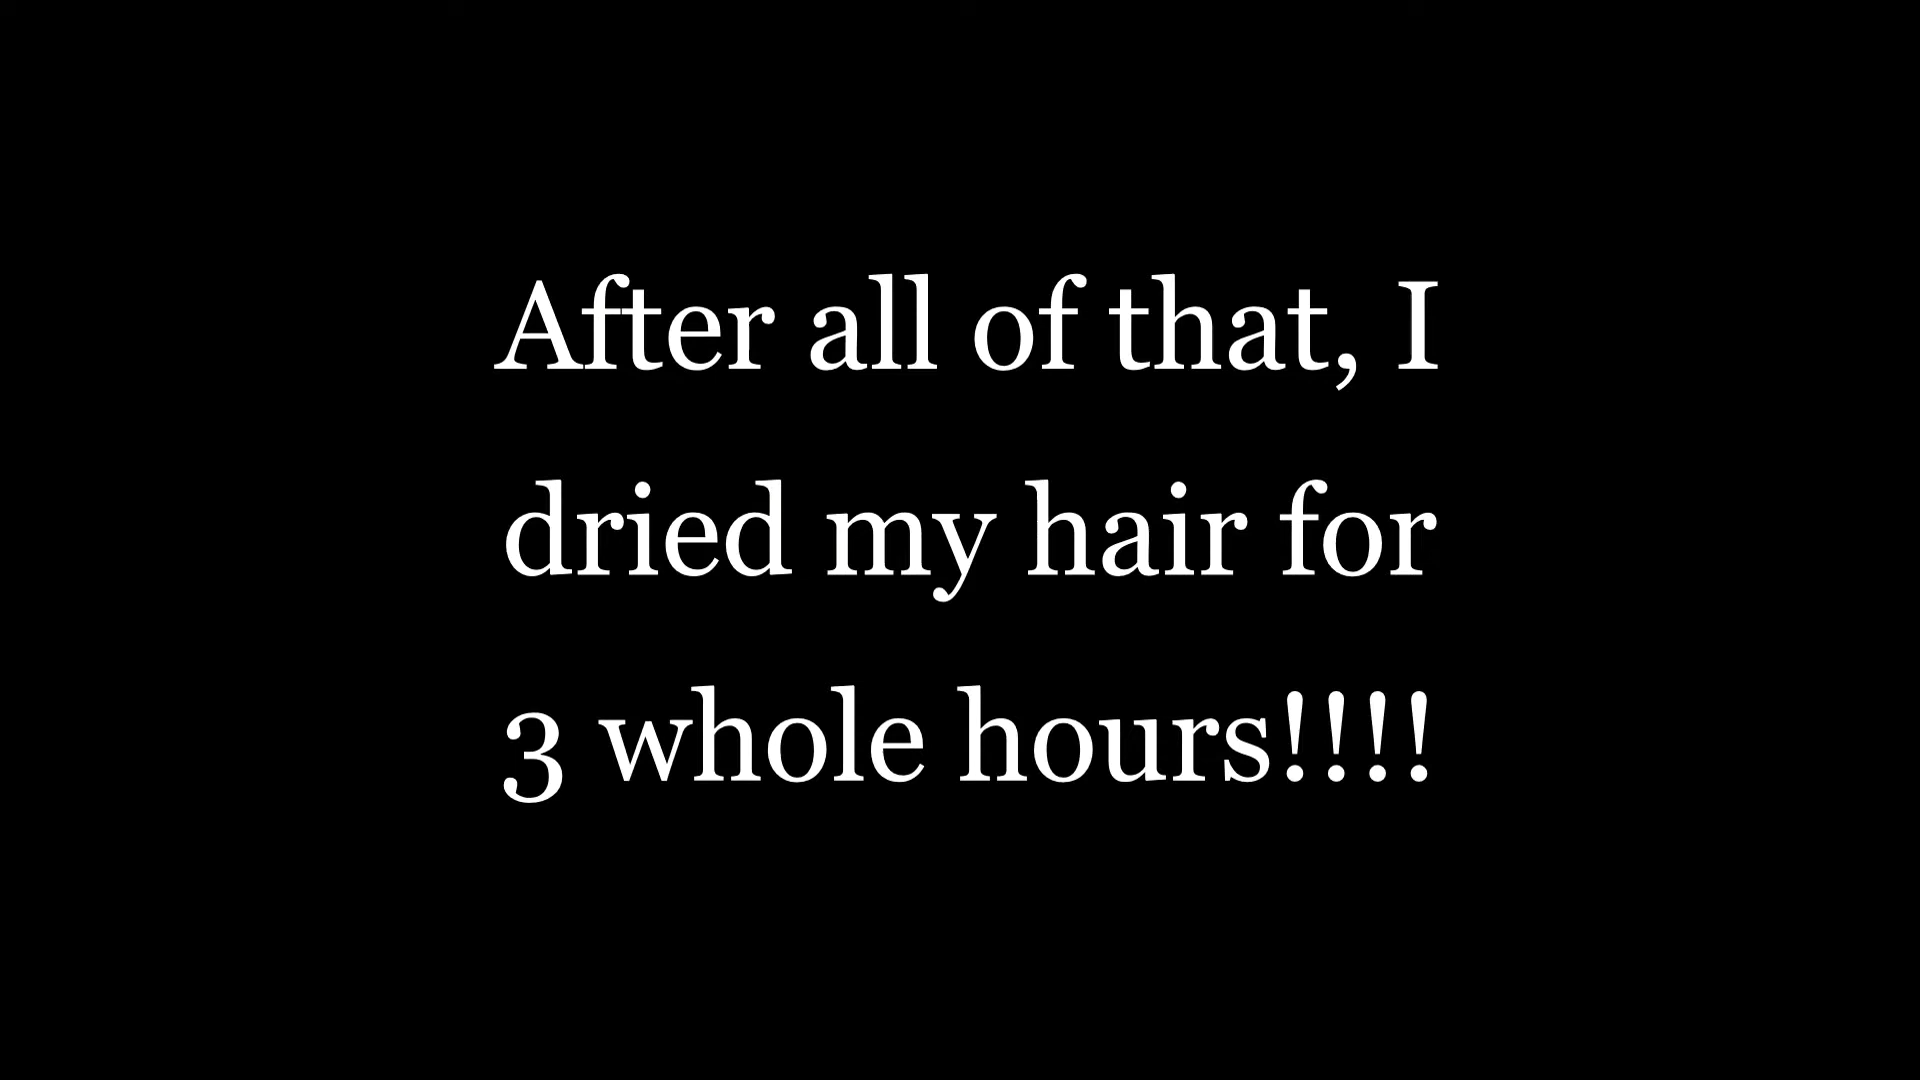 After all of that, I
dried my hair for
3 whole hours!!!!